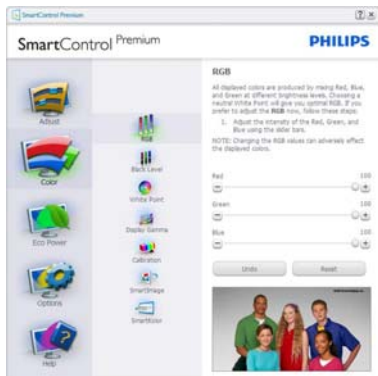 SmartControl Premium
SmartControl Premium
PHILIPS
Adjust
Color
Eco Power
Options
Help
RGB
Black Level
White Point
Display Gamma
Calibration
SmartImage
SmartColor
RGB
All displayed colors are produced by mixing Red, Blue,
and Green at different brightness levels. Choosing a
neutral White Point will give you optimal RGB. If you
prefer to adjust the RGB now, follow these steps:
1. Adjust the intensity of the Red, Green, and
Blue using the slider bars.
NOTE: Changing the RGB values can adversely effect
the displayed colors.
Red 100
Green 100
Blue 100
Undo Reset